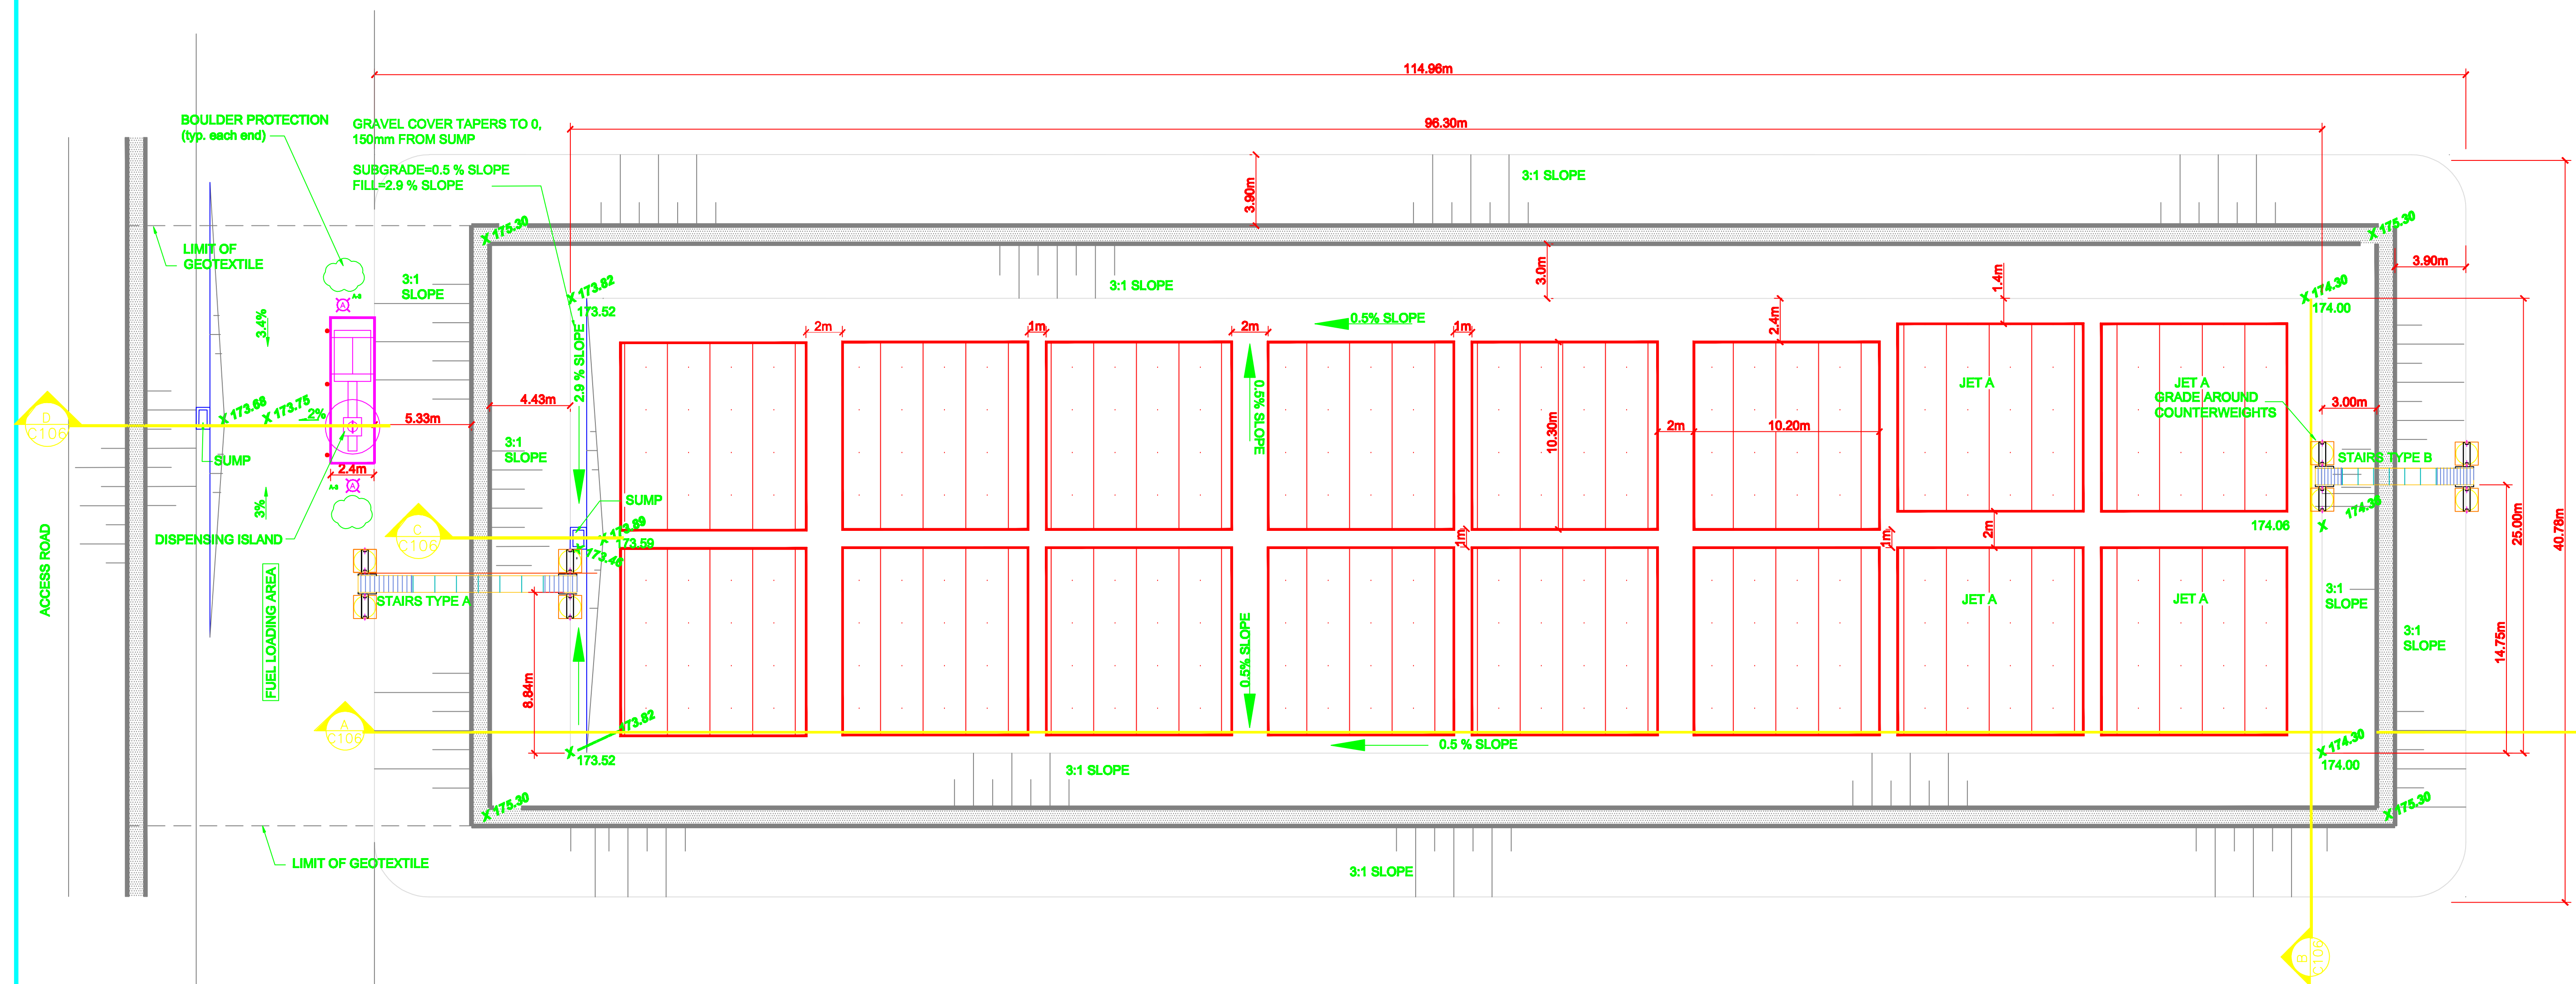 114.96m
BOULDER PROTECTION
(typ. each end)
GRAVEL COVER TAPERS TO 0,
150mm FROM SUMP
96.30m
SUBGRADE=0.5 % SLOPE
FILL=2.9 % SLOPE
3:1 SLOPE
3.90m
X 175.30
X 175.30
LIMIT OF
GEOTEXTILE
3:1
SLOPE
3:1 SLOPE
3.0m
3.90m
A-3
A
X 173.82
173.52
1.4m
X 174.30
174.00
3.4%
2m
1m
2m
0.5% SLOPE
1m
2.4m
2.9 % SLOPE
0.5% SLOPE
JET A
JET A
GRADE AROUND
COUNTERWEIGHTS
D
C106
X 173.68
X 173.75
2%
5.33m
4.43m
3:1
SLOPE
10.30m
2m
10.20m
3.00m
SUMP
2.4m
A-3
A
3%
STAIRS TYPE B
SUMP
C
C106
X 173.89
173.59
X 173.46
174.06
X
1m
1m
2m
25.00m
40.78m
DISPENSING ISLAND
ACCESS ROAD
FUEL LOADING AREA
STAIRS TYPE A
JET A
JET A
3:1
SLOPE
3:1
SLOPE
14.75m
8.84m
0.5% SLOPE
A
C106
173.82
X
173.52
0.5 % SLOPE
X 174.30
174.00
3:1 SLOPE
X 175.30
X 175.30
LIMIT OF GEOTEXTILE
3:1 SLOPE
B
C106